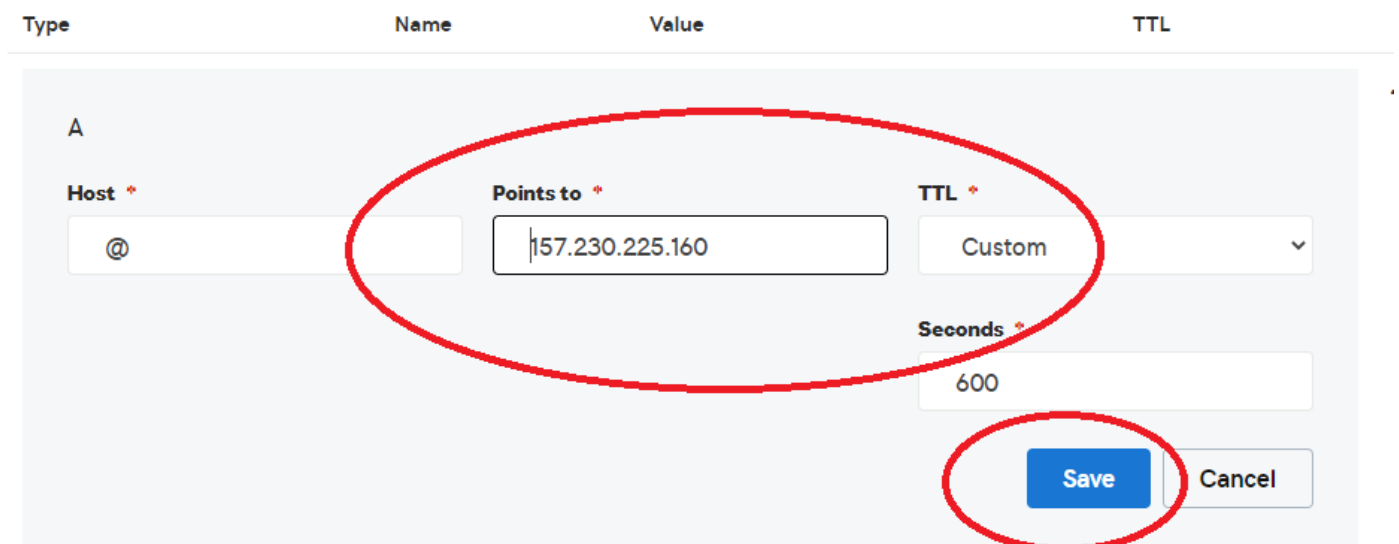 Type Name Value TTL
A
Host * Points to * TTL *
@ 157.230.225.160 Custom
Seconds *
600
Save Cancel